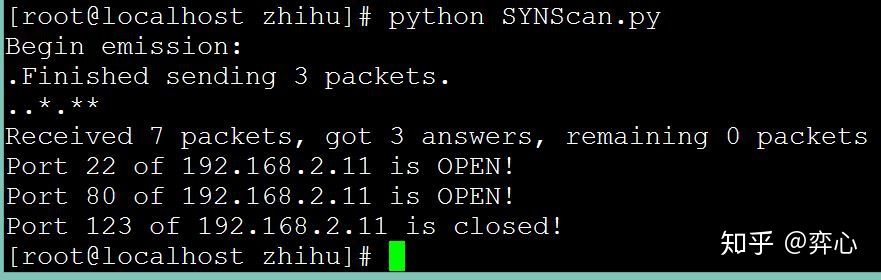 [root@localhost zhihu]# python SYNScan.py
Begin emission:
.Finished sending 3 packets.
..*.**
Received 7 packets, got 3 answers, remaining 0 packets
Port 22 of 192.168.2.11 is OPEN!
Port 80 of 192.168.2.11 is OPEN!
Port 123 of 192.168.2.11 is closed!
[root@localhost zhihu]#
知乎 @弈心